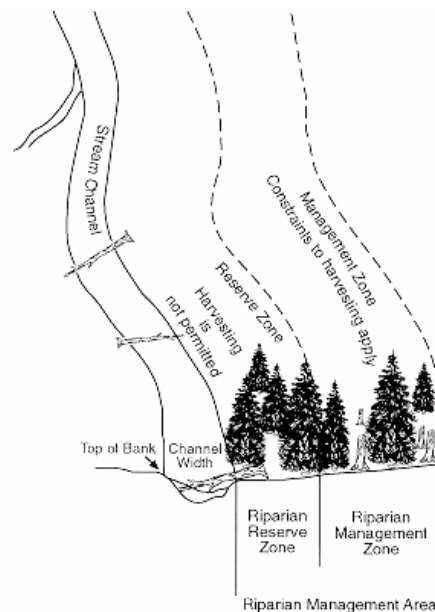 Stream Channel
Reserve Zone
Harvesting
is
not permitted
Management Zone
Constraints to harvesting apply
Top of Bank
Channel
Width
Riparian
Reserve
Zone
Riparian
Management
Zone
Riparian Management Area